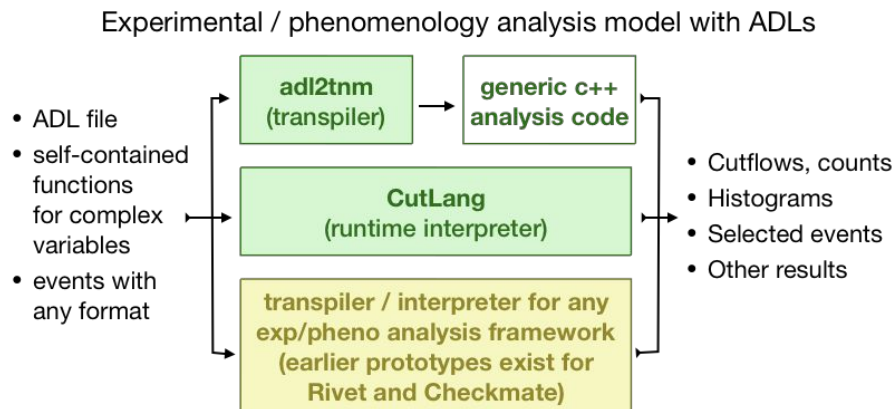 Experimental / phenomenology analysis model with ADLs
• ADL file
• self-contained
functions
for complex
variables
• events with
any format
adl2tnm
(transpiler)
generic c++
analysis code
CutLang
(runtime interpreter)
transpiler / interpreter for any
exp/pheno analysis framework
(earlier prototypes exist for
Rivet and Checkmate)
• Cutflows, counts
• Histograms
• Selected events
• Other results